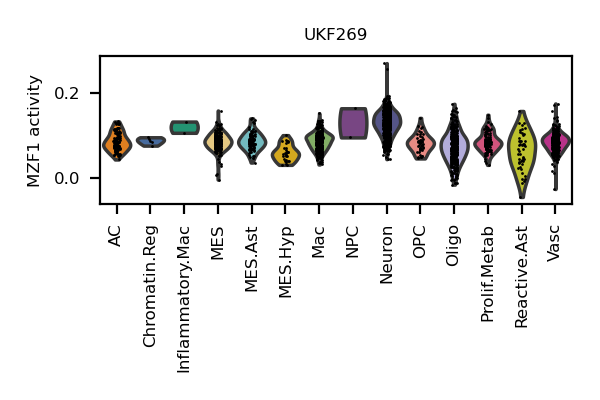 UKF269
MZF1 activity
0.2
0.0
AC
Chromatin.Reg
Inflammatory.Mac
MES
MES.Ast
MES.Hyp
Mac
NPC
Neuron
OPC
Oligo
Prolif.Metab
Reactive.Ast
Vasc